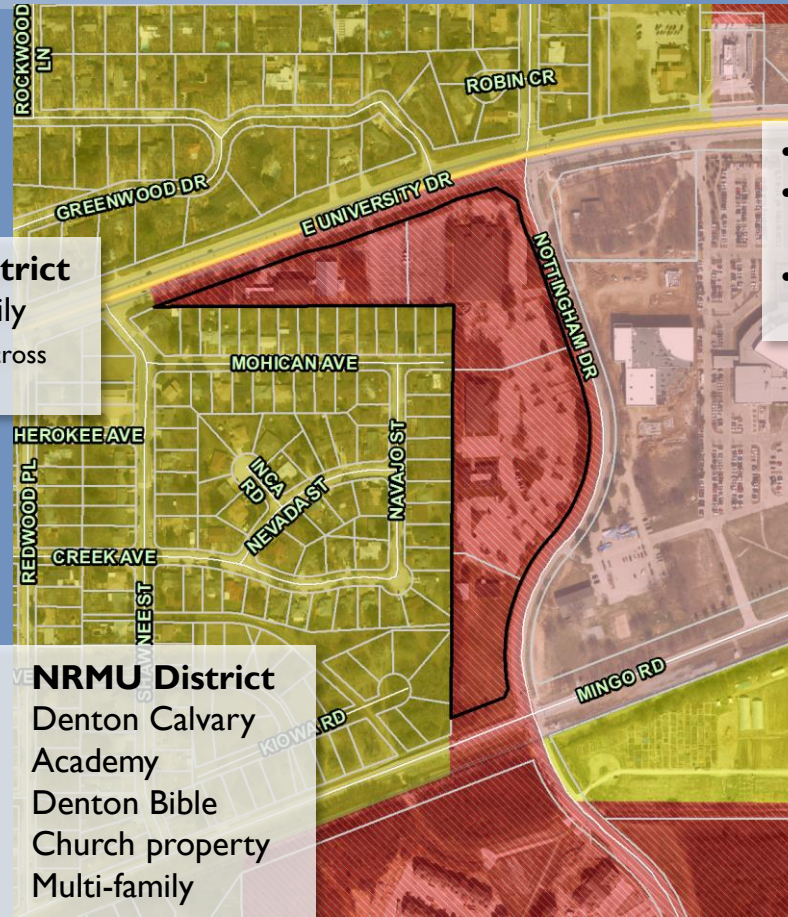 ROCKWOOD
LN
ROBIN CR
GREENWOOD DR
E UNIVERSITY DR
•
•
•
NOTTINGHAM DR
trict
ily
cross
MOHICAN AVE
HEROKEE AVE
INCA
RD
NEVADA ST
NAVAJO ST
REDWOOD PL
CREEK AVE
SHAWNEE ST
VE
NRMU District
Denton Calvary
Academy
Denton Bible
Church property
Multi-family
KIOWA RD
MINGO RD